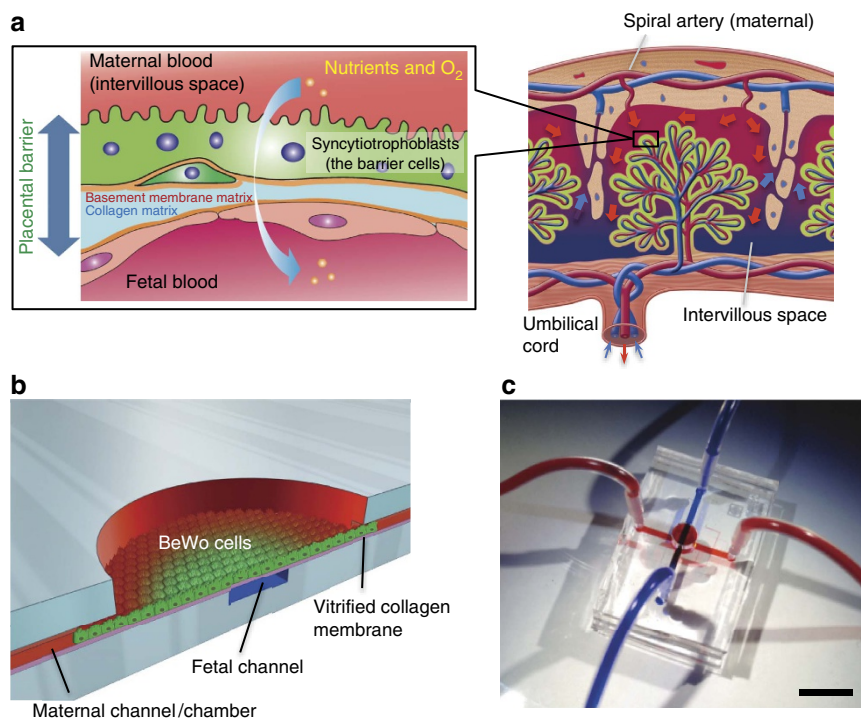 a
Maternal blood
(intervillous space)
Nutrients and O2
Syncytiotrophoblasts
(the barrier cells)
Basement membrane matrix
Collagen matrix
Fetal blood
Placental barrier
Spiral artery (maternal)
Umbilical
cord
Intervillous space
b
BeWo cells
Vitrified collagen
membrane
Fetal channel
Maternal channel/chamber
c